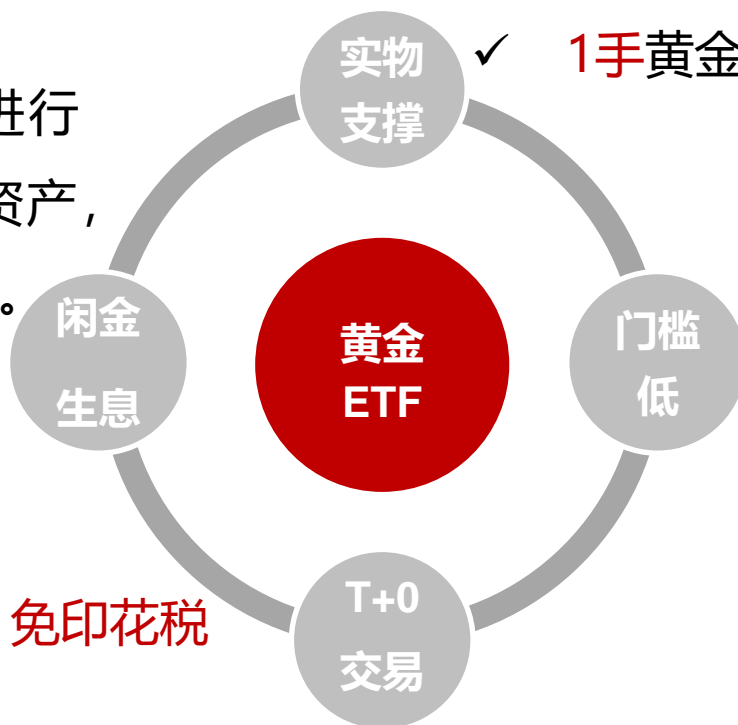 实物
支撑
✓ 1手黄金
进行
资产，
。
闲金
生息
黄金
ETF
门槛
低
T+0
交易
免印花税